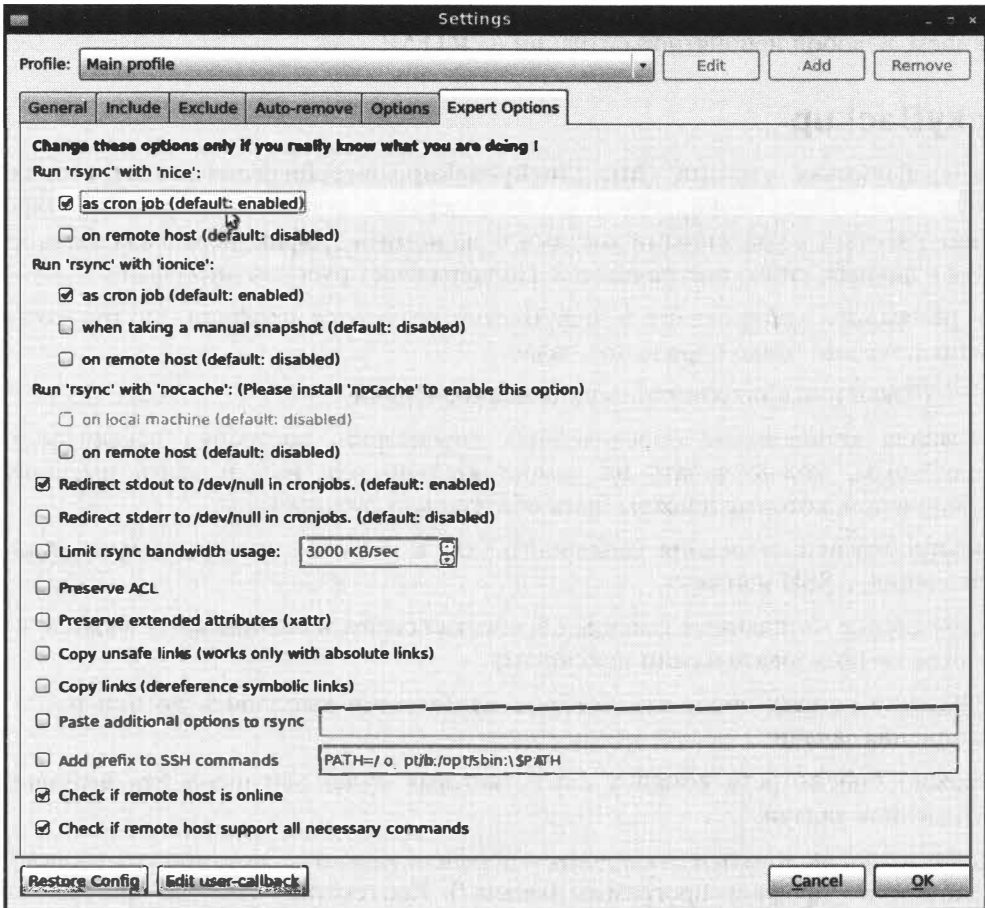 Settings
Profile: Main profile Edit Add Remove
General Include Exclude Auto-remove Options Expert Options
Change these options only if you really know what you are doing !
Run 'rsync' with 'nice':
as cron job (default: enabled)
on remote host (default: disabled)
Run 'rsync' with 'ionice':
as cron job (default: enabled)
when taking a manual snapshot (default: disabled)
on remote host (default: disabled)
Run 'rsync' with 'nocache': (Please install 'nocache' to enable this option)
on local machine (default: disabled)
on remote host (default: disabled)
Redirect stdout to /dev/null in cronjobs. (default: enabled)
Redirect stderr to /dev/null in cronjobs. (default: disabled)
Limit rsync bandwidth usage: 3000 KB/sec
Preserve ACL
Preserve extended attributes (xattr)
Copy unsafe links (works only with absolute links)
Copy links (dereference symbolic links)
Paste additional options to rsync
Add prefix to SSH commands PATH=/o pt/b:/opt/sbin:\$PATH
Check if remote host is online
Check if remote host support all necessary commands
Restore Config Edit user-callback Cancel OK